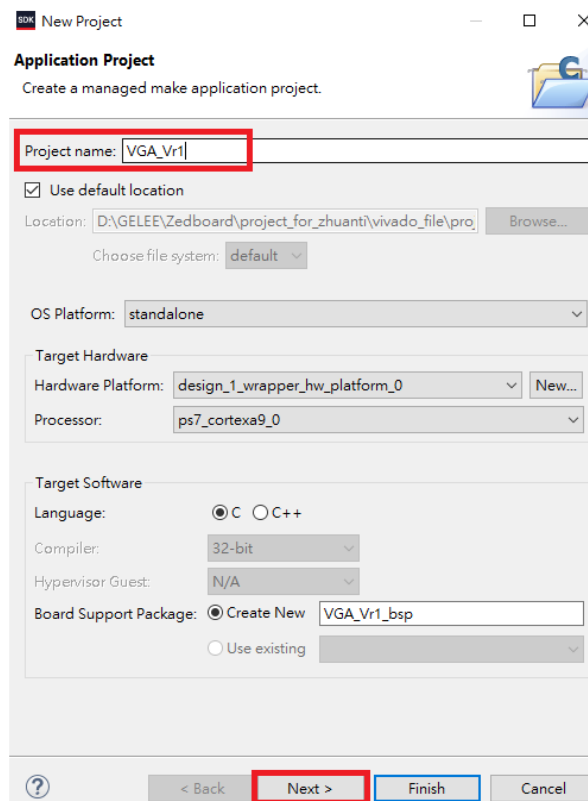 SDK New Project
Application Project
Create a managed make application project.
Project name: VGA_Vr1
Use default location
Location: D:\GELEE\Zedboard\project_for_zhuanti\vivado_file\proj Browse...
Choose file system: default
OS Platform: standalone
Target Hardware
Hardware Platform: design_1_wrapper_hw_platform_0 New...
Processor: ps7_cortexa9_0
Target Software
Language: C C++
Compiler: 32-bit
Hypervisor Guest: N/A
Board Support Package: Create New VGA_Vr1_bsp
Use existing
? < Back Next > Finish Cancel